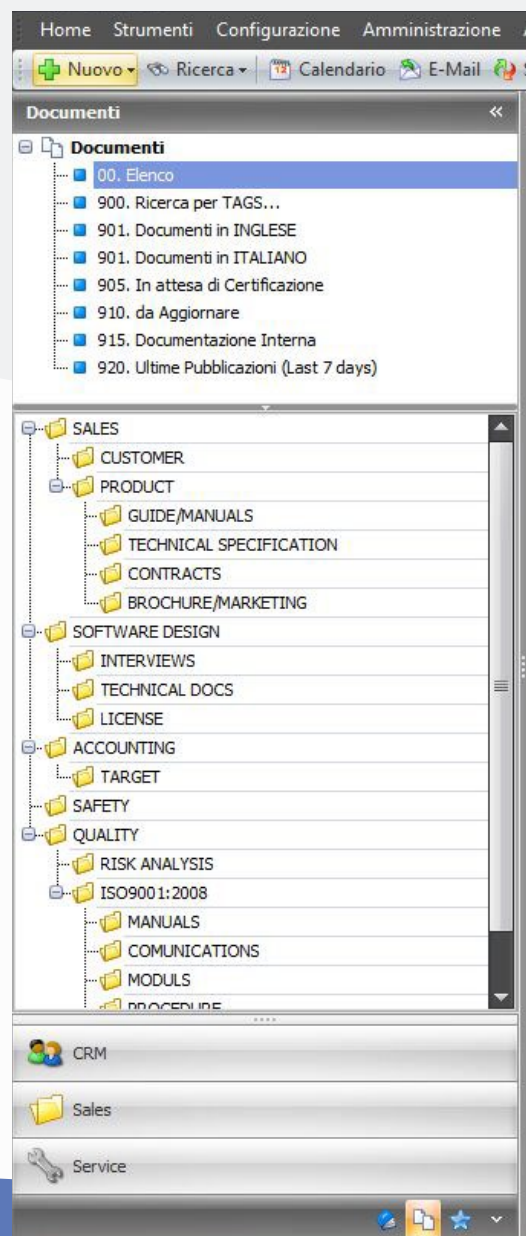 Home Strumenti Configurazione Amministrazione
Nuovo Ricerca 12 Calendario E-Mail
Documenti
Documenti
00. Elenco
900. Ricerca per TAGS...
901. Documenti in INGLESE
901. Documenti in ITALIANO
905. In attesa di Certificazione
910. da Aggiornare
915. Documentazione Interna
920. Ultime Pubblicazioni (Last 7 days)
SALES
CUSTOMER
PRODUCT
GUIDE/MANUALS
TECHNICAL SPECIFICATION
CONTRACTS
BROCHURE/MARKETING
SOFTWARE DESIGN
INTERVIEWS
TECHNICAL DOCS
LICENSE
ACCOUNTING
TARGET
SAFETY
QUALITY
RISK ANALYSIS
ISO9001:2008
MANUALS
COMUNICATIONS
MODULS
PROCEDURE
CRM
Sales
Service